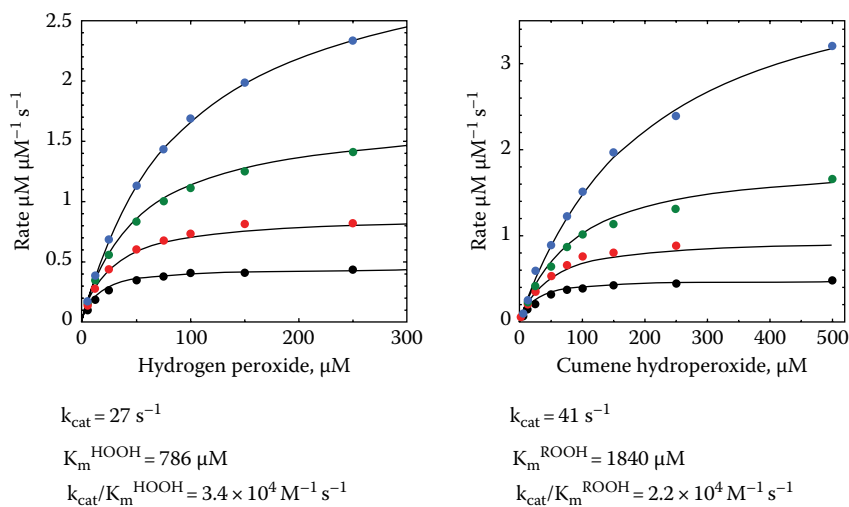 2.5
2
1.5
1
0.5
0
0 100 200 300
Rate μM μM⁻¹ s⁻¹
Hydrogen peroxide, μM
k_cat = 27 s⁻¹
K_m^HOOH = 786 μM
k_cat/K_m^HOOH = 3.4 × 10⁴ M⁻¹ s⁻¹
3
2
1
0
0 100 200 300 400 500
Rate μM μM⁻¹ s⁻¹
Cumene hydroperoxide, μM
k_cat = 41 s⁻¹
K_m^ROOH = 1840 μM
k_cat/K_m^ROOH = 2.2 × 10⁴ M⁻¹ s⁻¹